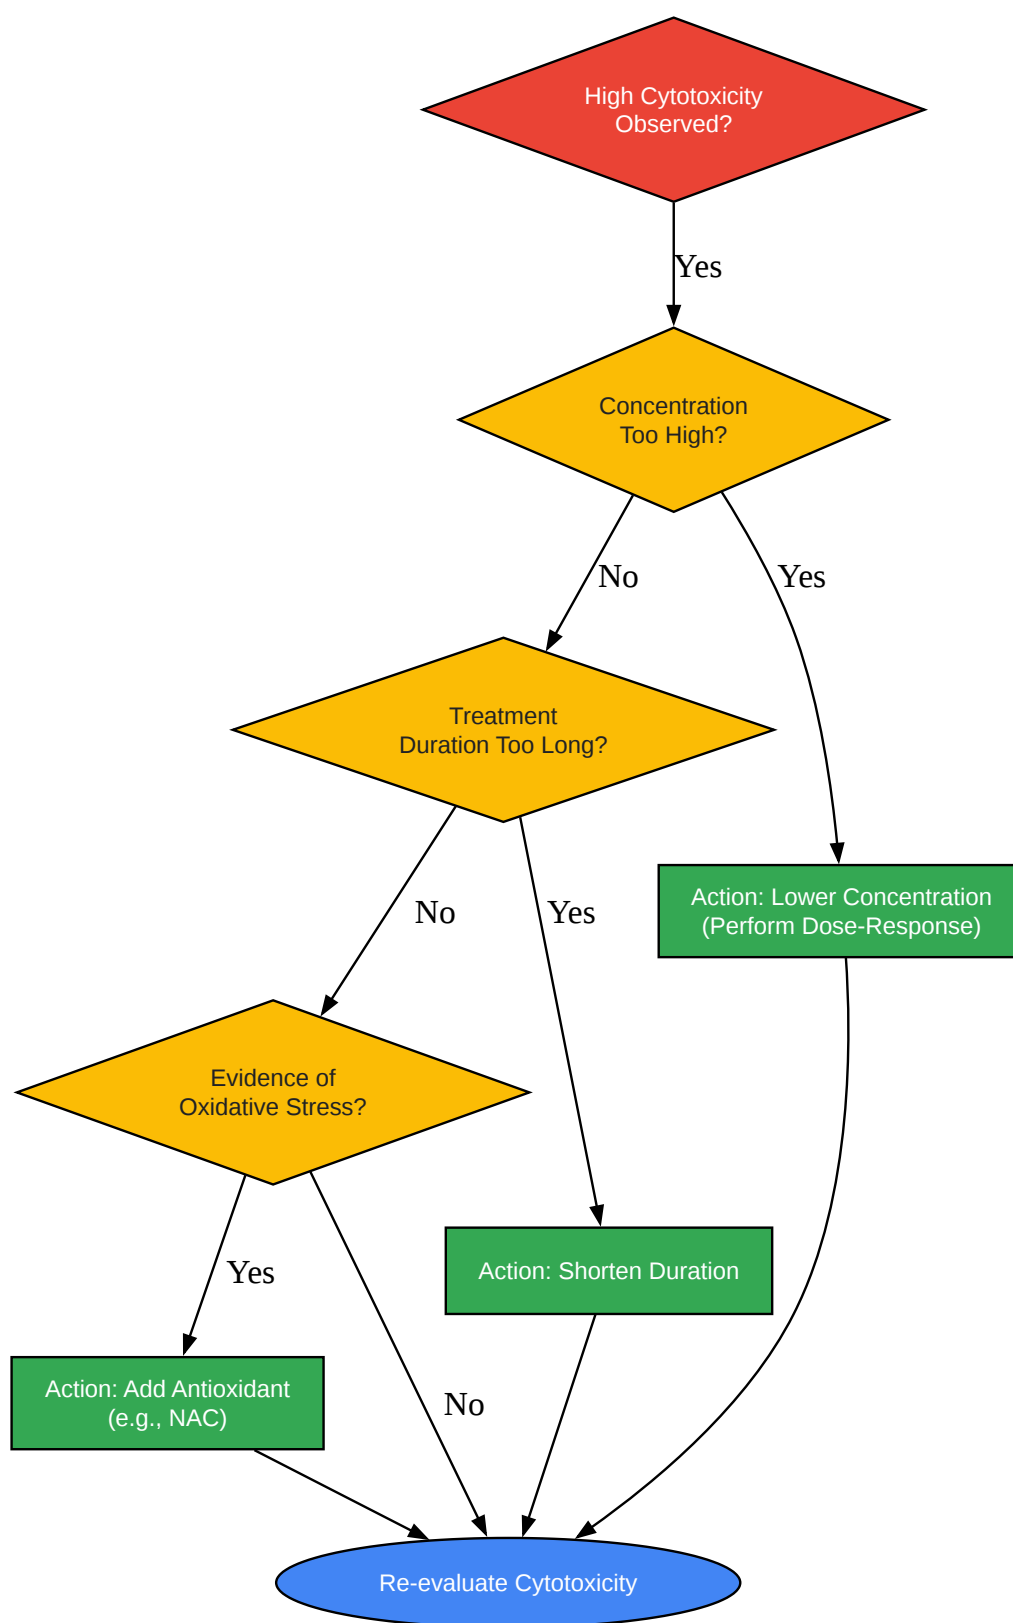 High Cytotoxicity
Observed?
Yes
Concentration
Too High?
No
Yes
Treatment
Duration Too Long?
No
Yes
Action: Lower Concentration
(Perform Dose-Response)
Evidence of
Oxidative Stress?
Yes
Action: Shorten Duration
Action: Add Antioxidant
(e.g., NAC)
No
Re-evaluate Cytotoxicity